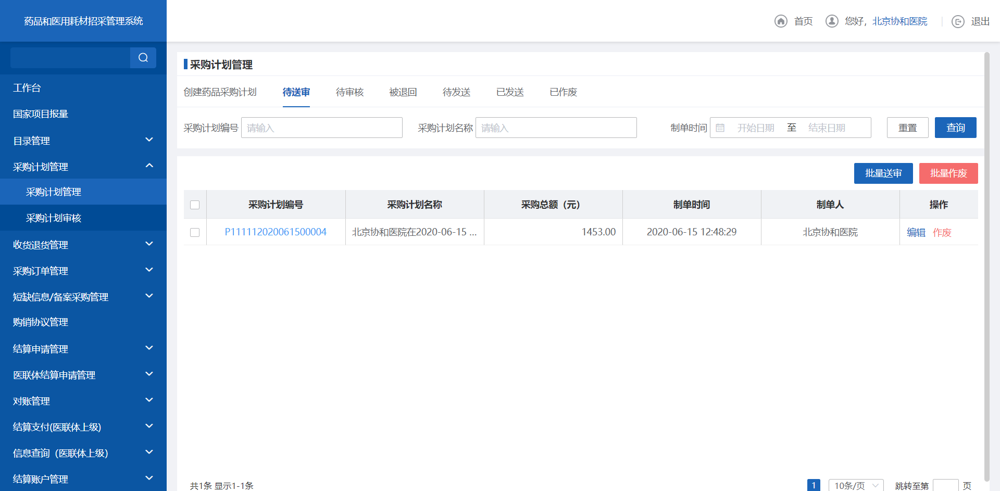 药品和医用耗材招采管理系统
首页 您好，北京协和医院 退出
工作台
国家项目报量
目录管理
采购计划管理
采购计划管理
采购计划审核
收货退货管理
采购订单管理
短缺信息/备案采购管理
购销协议管理
结算申请管理
医联体结算申请管理
对账管理
结算支付(医联体上级)
信息查询（医联体上级）
结算账户管理
采购计划管理
创建药品采购计划 待送审 待审核 被退回 待发送 已发送 已作废
采购计划编号 请输入 采购计划名称 请输入 制单时间 开始日期 至 结束日期 重置 查询
批量送审 批量作废
采购计划编号 采购计划名称 采购总额（元） 制单时间 制单人 操作
P111112020061500004 北京协和医院在2020-06-15 ... 1453.00 2020-06-15 12:48:29 北京协和医院 编辑 作废
共1条 显示1-1条 1 10条/页 跳转至第 页